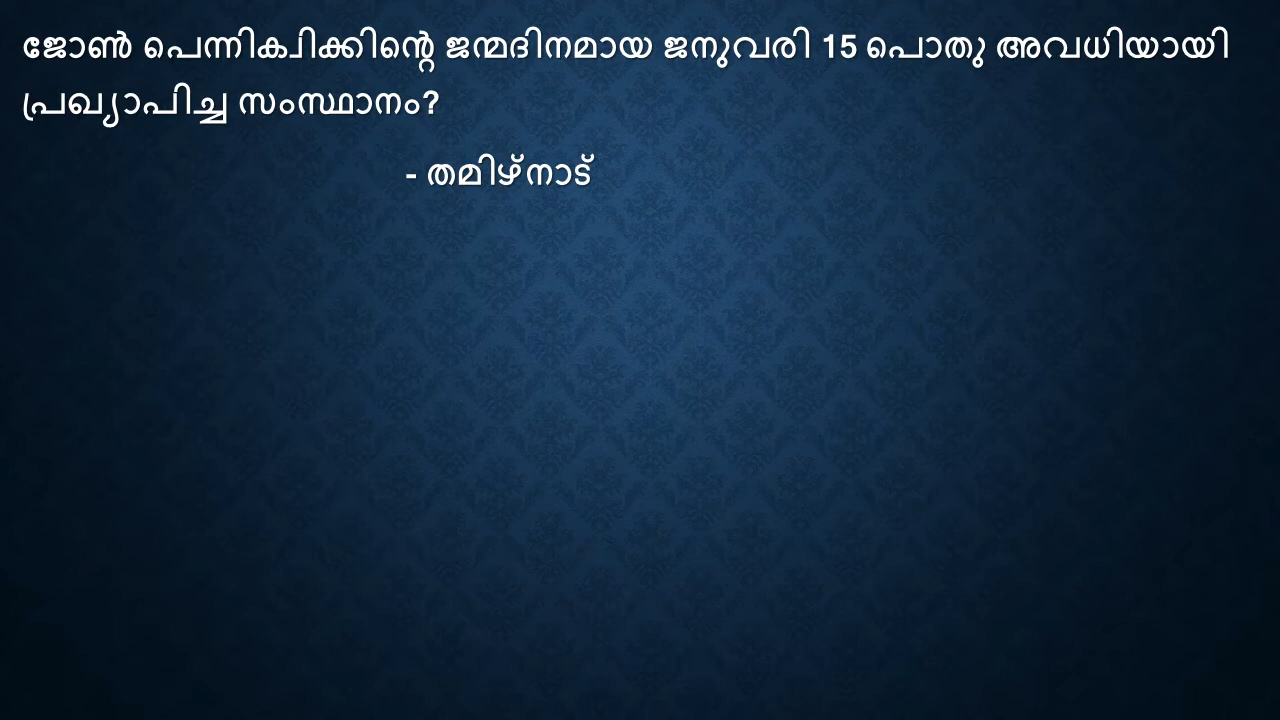 ജോൺ പെന്നിക്വിക്കിന്റെ ജന്മദിനമായ ജനുവരി 15 പൊതു അവധിയായി
പ്രഖ്യാപിച്ച സംസ്ഥാനം?
- തമിഴ്നാട്